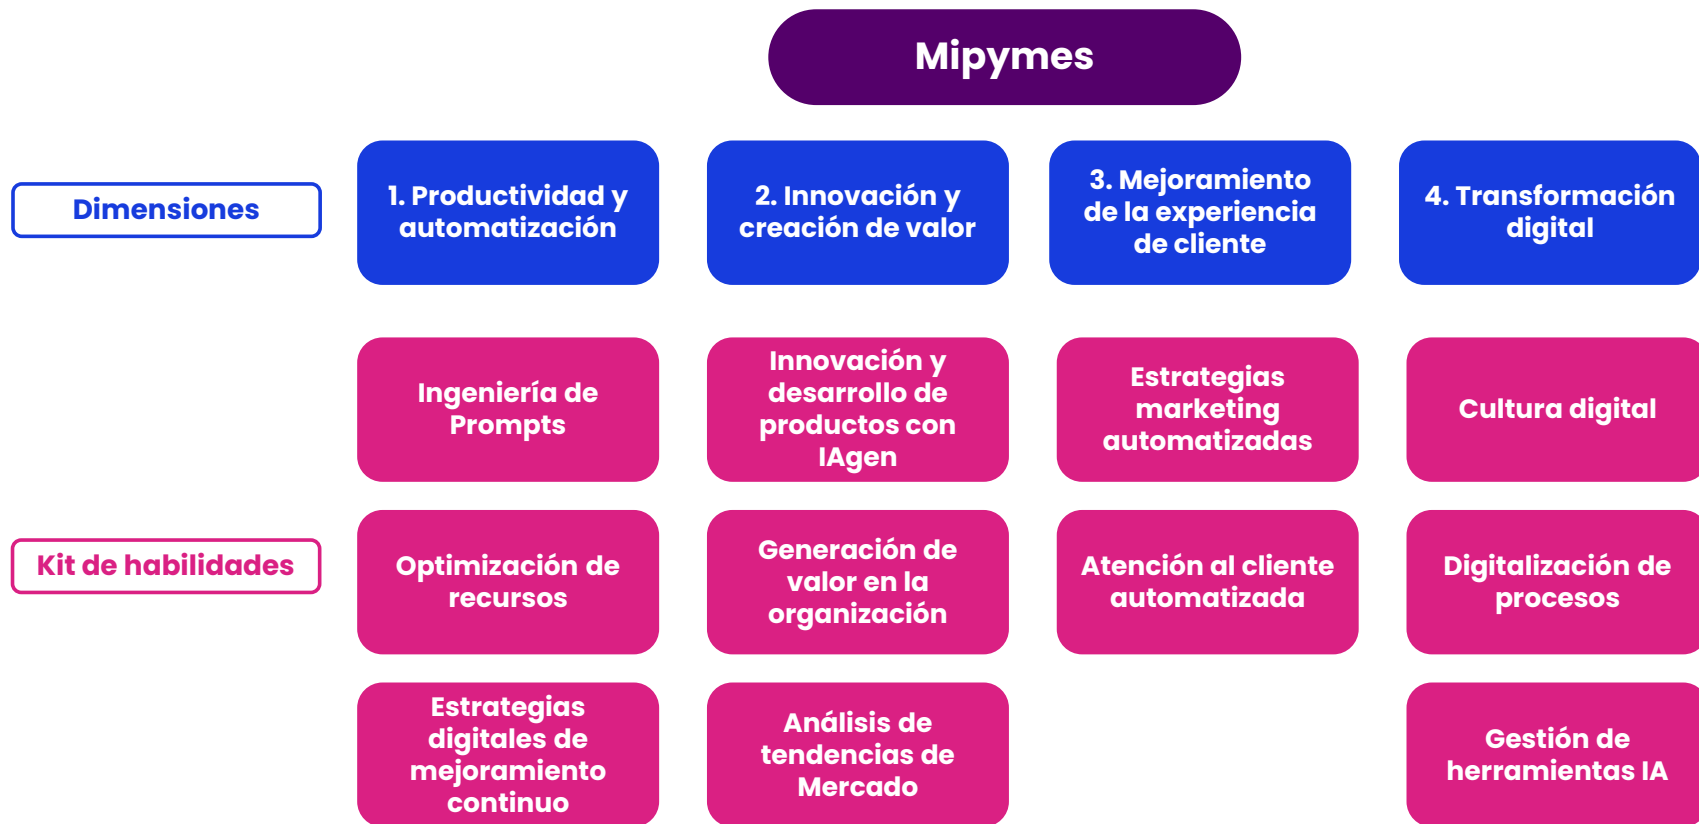 Mipymes
Dimensiones
1. Productividad y
automatización
2. Innovación y
creación de valor
3. Mejoramiento
de la experiencia
de cliente
4. Transformación
digital
Kit de habilidades
Ingeniería de
Prompts
Innovación y
desarrollo de
productos con
IAgen
Estrategias
marketing
automatizadas
Cultura digital
Optimización de
recursos
Generación de
valor en la
organización
Atención al cliente
automatizada
Digitalización de
procesos
Estrategias
digitales de
mejoramiento
continuo
Análisis de
tendencias de
Mercado
Gestión de
herramientas IA